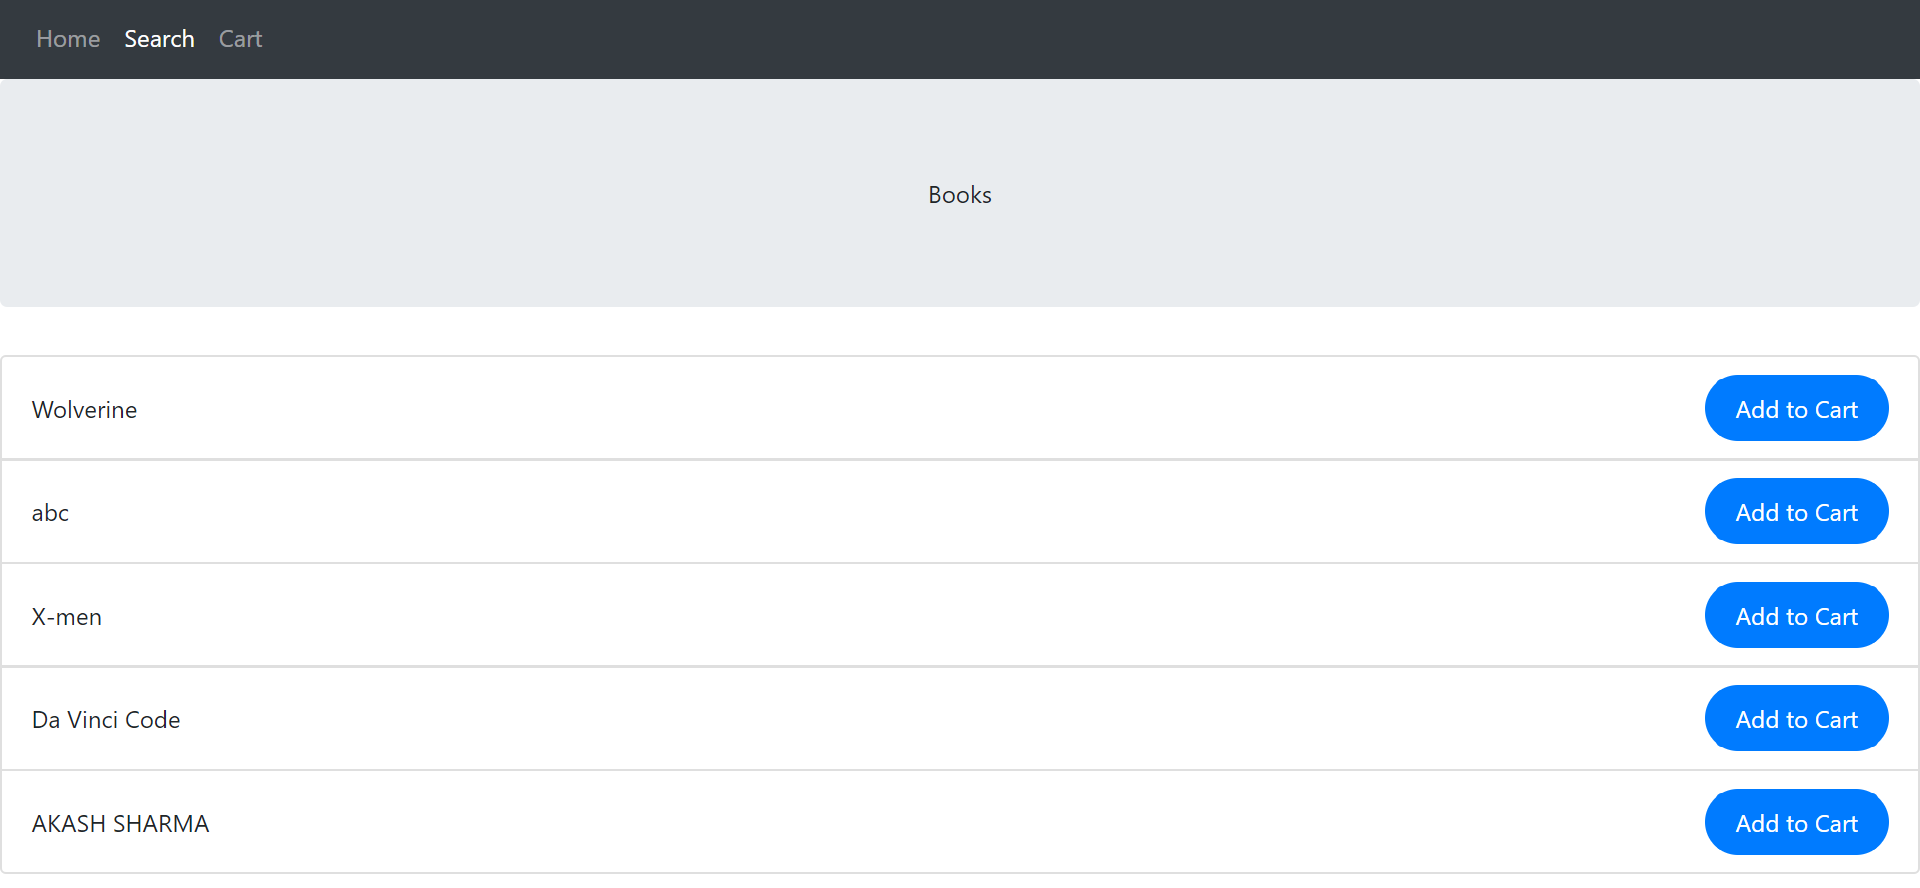 Home Search Cart
Books
Wolverine Add to Cart
abc Add to Cart
X-men Add to Cart
Da Vinci Code Add to Cart
AKASH SHARMA Add to Cart